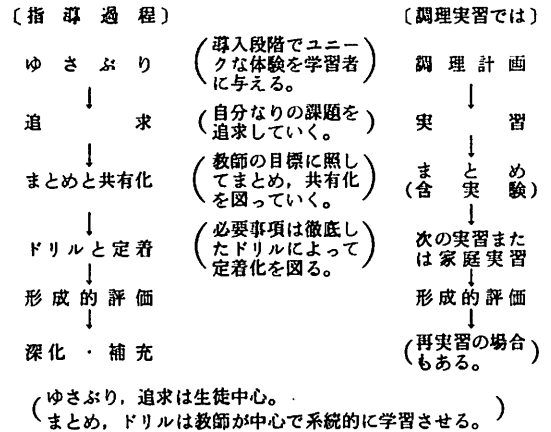 〔指導過程〕 〔調理実習では〕
ゆさぶり (導入段階でユニークな体験を学習者に与える。) 調理計画
↓ ↓
追求 (自分なりの課題を追求していく。) 実習
↓ ↓
まとめと共有化 (教師の目標に照してまとめ,共有化を図っていく。) まとめ(含実験)
↓ ↓
ドリルと定着 (必要事項は徹底したドリルによって定着化を図る。) 次の実習または家庭実習
↓ ↓
形成的評価 形成的評価
↓ ↓
深化・補充 (再実習の場合もある。)
(ゆさぶり,追求は生徒中心。
まとめ,ドリルは教師が中心で系統的に学習させる。)